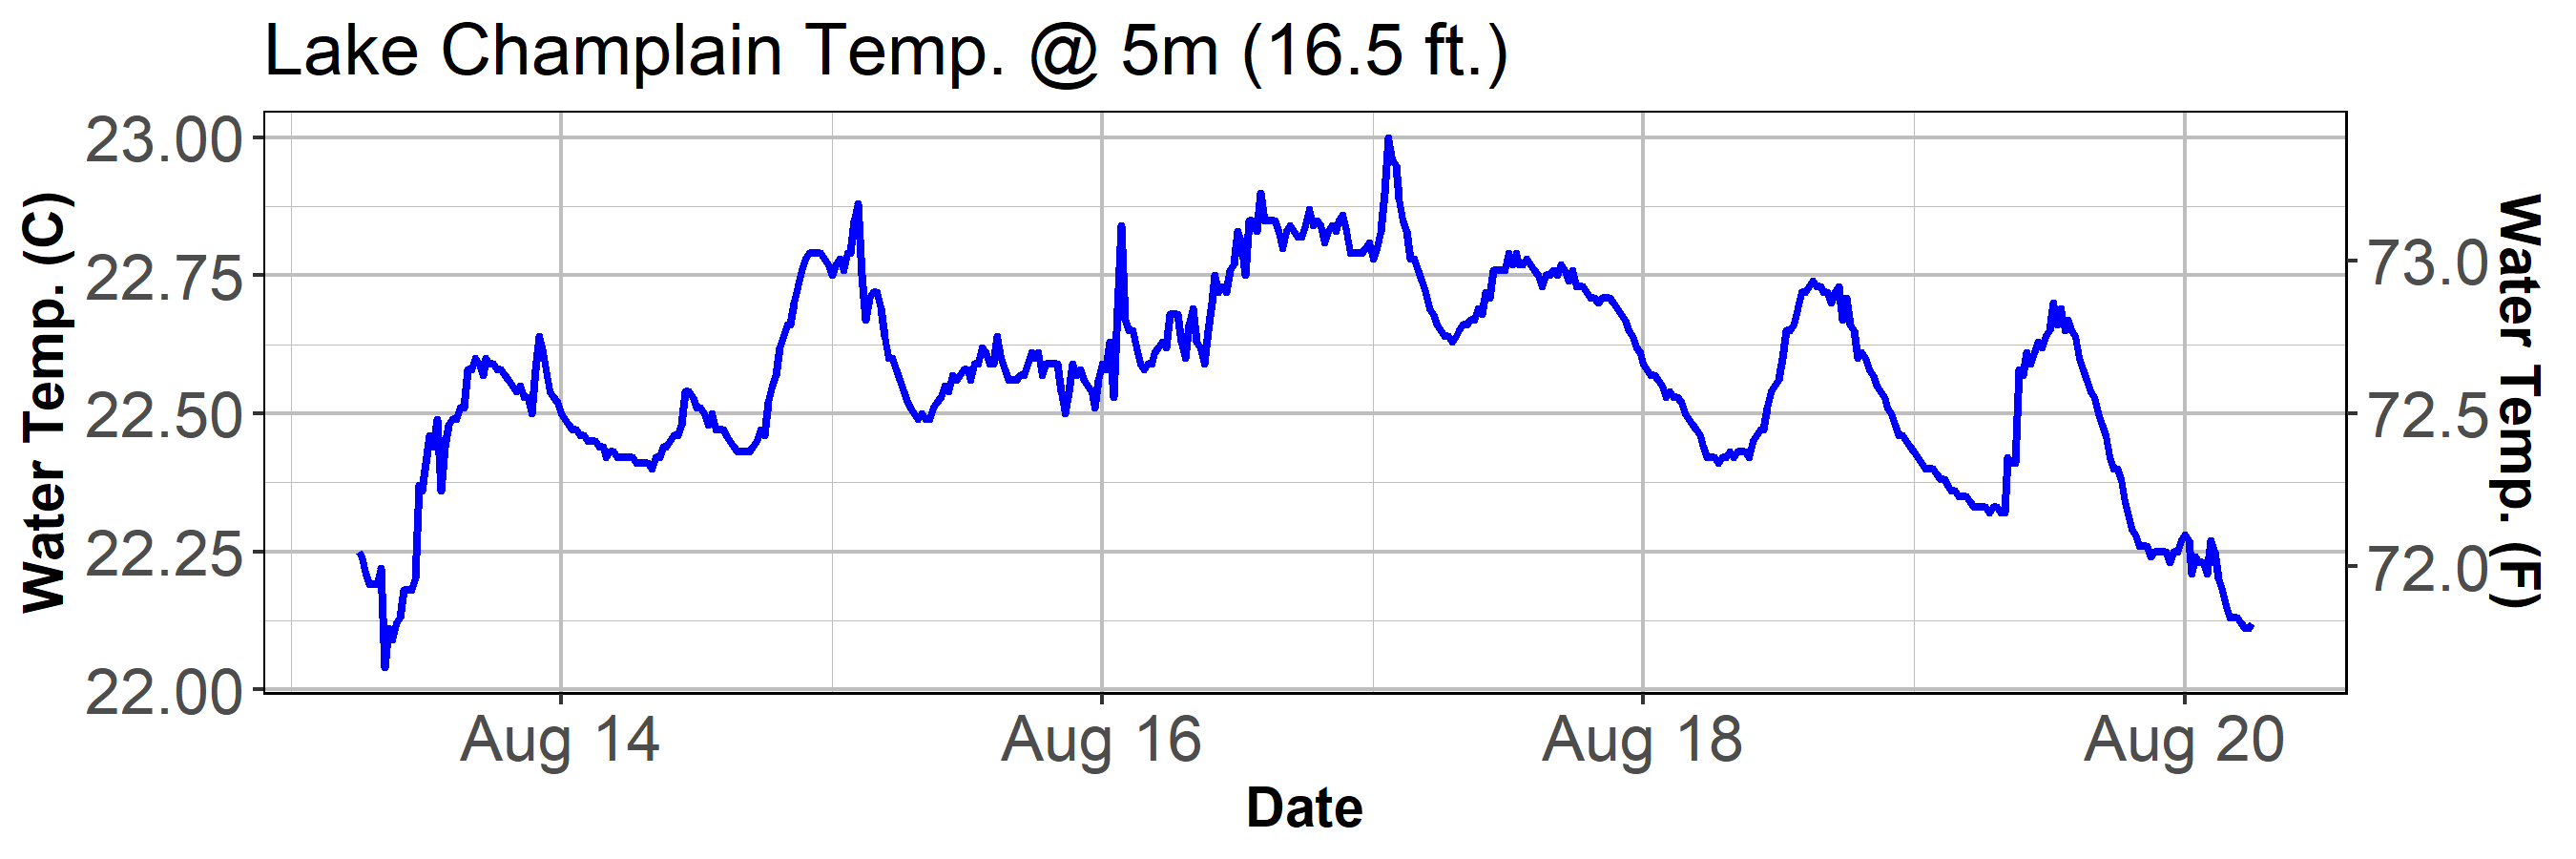 Lake Champlain Temp. @ 5m (16.5 ft.)
Water Temp. (C)
23.00
22.75
22.50
22.25
22.00
73.0
72.5
72.0
Water Temp. (F)
Aug 14
Aug 16
Aug 18
Aug 20
Date